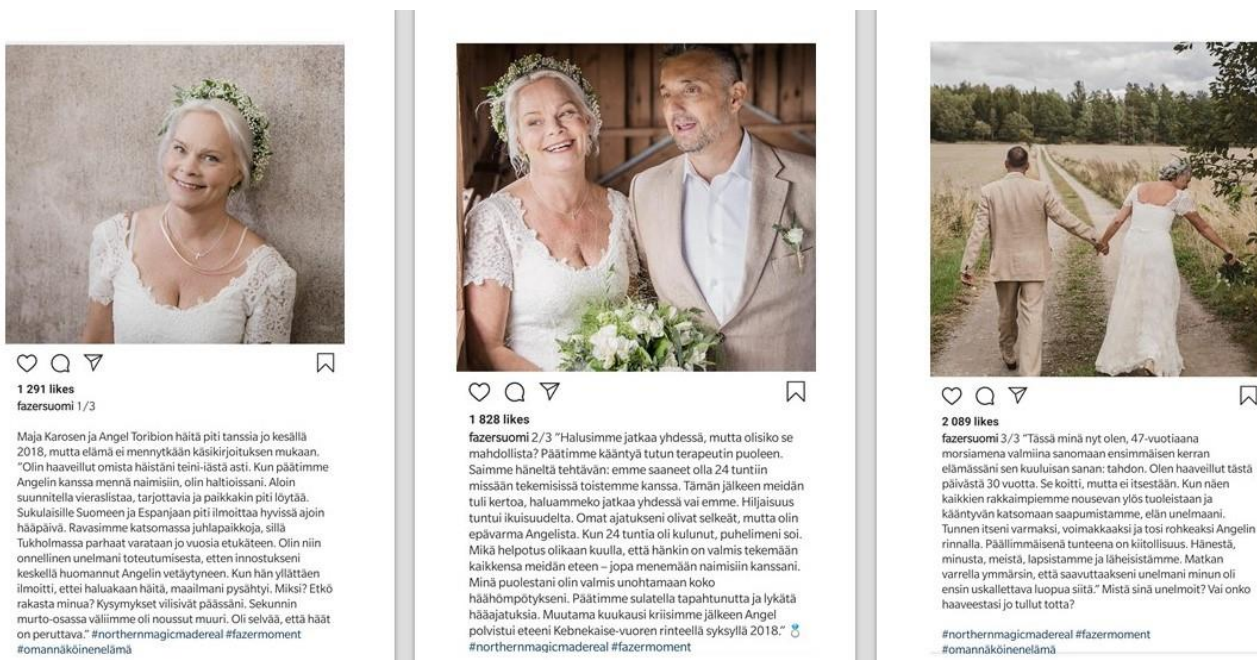 1 291 likes
fazersuomi 1/3
Maja Karosen ja Angel Toribion häitä piti tanssia jo kesällä
2018, mutta elämä ei mennytkään käsikirjoituksen mukaan.
"Olin haaveillut omista häistäni teini-iästä asti. Kun päätimme
Angelin kanssa mennä naimisiin, olin haltioissani. Aloin
suunnitella vieraslistaa, tarjottavia ja paikkakin piti löytää.
Sukulaisille Suomeen ja Espanjaan piti ilmoittaa hyvissä ajoin
hääpäivä. Ravasimme katsomassa juhlapaikkoja, sillä
Tukholmassa parhaat varataan jo vuosia etukäteen. Olin niin
onnellinen unelmani toteutumisesta, etten innostukseni
keskellä huomannut Angelin vetäytyneen. Kun hän yllättäen
ilmoitti, ettei haluakaan häitä, maailmani pysähtyi. Miksi? Etkö
rakasta minua? Kysymykset vilisivät päässäni. Sekunnin
murto-osassa väliimme oli noussut muuri. Oli selvää, että häät
on peruttava." #northernmagicmadereal #fazermoment
#omannäköinenelämä
1 828 likes
fazersuomi 2/3 "Halusimme jatkaa yhdessä, mutta olisiko se
mahdollista? Päätimme kääntyä tutun terapeutin puoleen.
Saimme häneltä tehtävän: emme saaneet olla 24 tuntiin
missään tekemisissä toistemme kanssa. Tämän jälkeen meidän
tuli kertoa, haluammeko jatkaa yhdessä vai emme. Hiljaisuus
tuntui ikuisuudelta. Omat ajatukseni olivat selkeät, mutta olin
epävarma Angelista. Kun 24 tuntia oli kulunut, puhelimeni soi.
Mikä helpotus olikaan kuulla, että hänkin on valmis tekemään
kaikkensa meidän eteen – jopa menemään naimisiin kanssani.
Minä puolestani olin valmis unohtamaan koko
häähömpötykseni. Päätimme sulatella tapahtunutta ja lykätä
hääajatuksia. Muutama kuukausi kriisimme jälkeen Angel
polvistui eteeni Kebnekaise-vuoren rinteellä syksyllä 2018." 💍
#northernmagicmadereal #fazermoment
2 089 likes
fazersuomi 3/3 "Tässä minä nyt olen, 47-vuotiaana
morsiamena valmiina sanomaan ensimmäisen kerran
elämässäni sen kuuluisan sanan: tahdon. Olen haaveillut tästä
päivästä 30 vuotta. Se koitti, mutta ei itsestään. Kun näen
kaikkien rakkaimpiemme nousevan ylös tuoleistaan ja
kääntyvän katsomaan saapumistamme, elän unelmaani.
Tunnen itseni varmaksi, voimakkaaksi ja tosi rohkeaksi Angelin
rinnalla. Päällimmäisenä tunteena on kiitollisuus. Hänestä,
minusta, meistä, lapsistamme ja läheisistämme. Matkan
varrella ymmärsin, että saavuttaakseni unelmani minun oli
ensin uskallettava luopua siitä." Mistä sinä unelmoit? Vai onko
haaveestasi jo tullut totta?
#northernmagicmadereal #fazermoment
#omannäköinenelämä